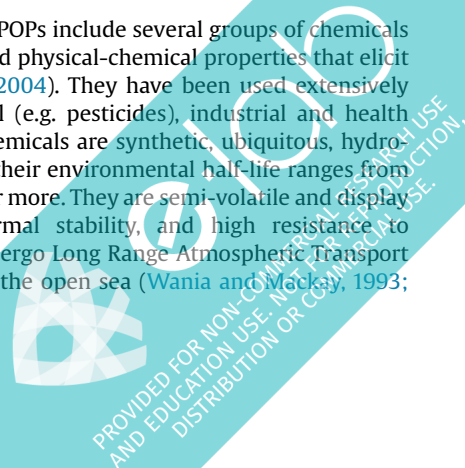 POPs include several groups of chemicals
d physical-chemical properties that elicit
2004). They have been used extensively
l (e.g. pesticides), industrial and health
emicals are synthetic, ubiquitous, hydro-
their environmental half-life ranges from
r more. They are semi-volatile and display
rmal stability, and high resistance to
ergo Long Range Atmospheric Transport
the open sea (Wania and Mackay, 1993;
elab
PROVIDED FOR NON-COMMERCIAL RESEARCH USE
AND EDUCATION USE. NOT FOR REPRODUCTION,
DISTRIBUTION OR COMMERCIAL USE.